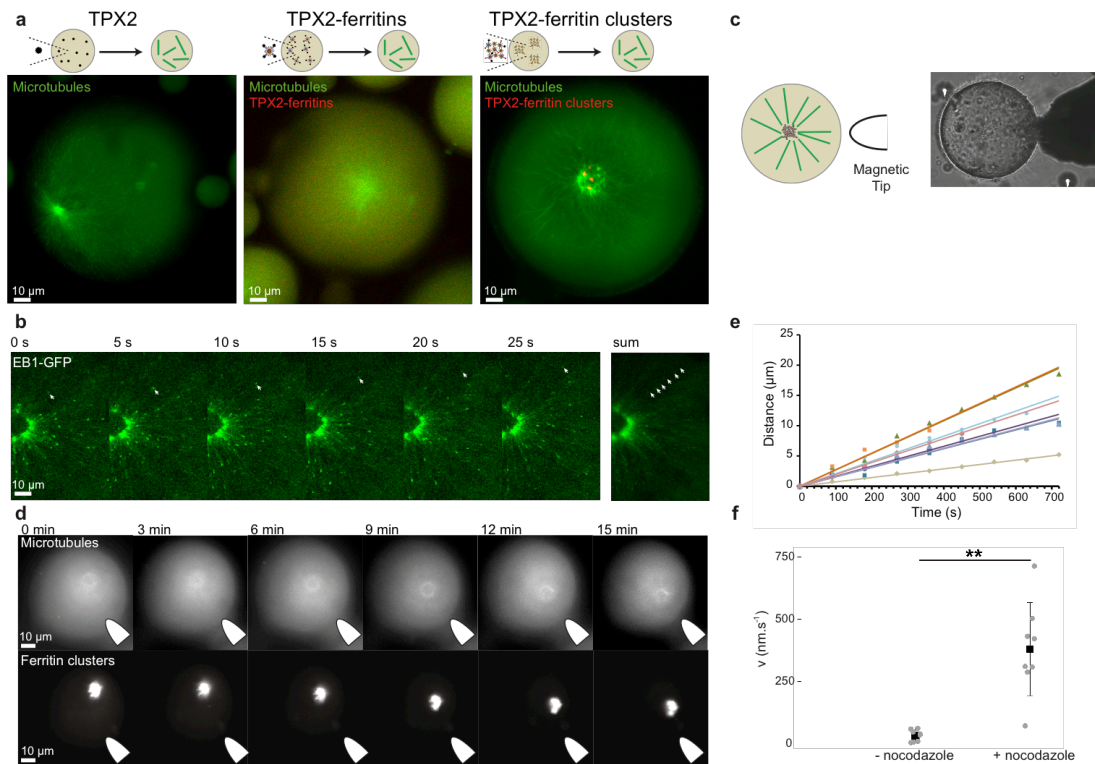 a
TPX2
TPX2-ferritins
TPX2-ferritin clusters
Microtubules
10 µm
Microtubules
TPX2-ferritins
10 µm
Microtubules
TPX2-ferritin clusters
10 µm
c
Magnetic
Tip
b
0 s
5 s
10 s
15 s
20 s
25 s
sum
EB1-GFP
10 µm
d
0 min
3 min
6 min
9 min
12 min
15 min
Microtubules
10 µm
Ferritin clusters
10 µm
e
Distance (µm)
25
20
15
10
5
0
0 100 200 300 400 500 600 700
Time (s)
f
v (nm.s⁻¹)
750
500
250
0
**
- nocodazole
+ nocodazole